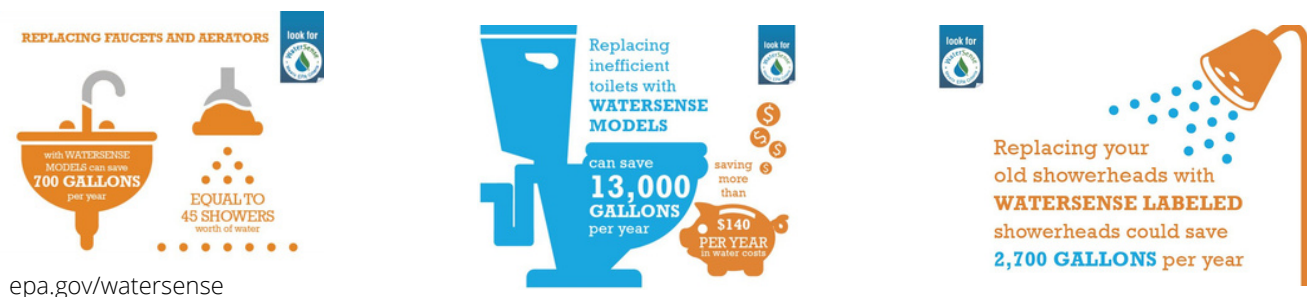 REPLACING FAUCETS AND AERATORS
look for
WaterSense
with WATERSENSE
MODELS can save
700 GALLONS
per year
EQUAL TO
45 SHOWERS
worth of water
epa.gov/watersense
Replacing
inefficient
toilets with
WATERSENSE
MODELS
can save
13,000
GALLONS
per year
look for
WaterSense
$
$
$
$
saving
more
than
$140
PER YEAR
in water costs
look for
WaterSense
Replacing your
old showerheads with
WATERSENSE LABELED
showerheads could save
2,700 GALLONS per year